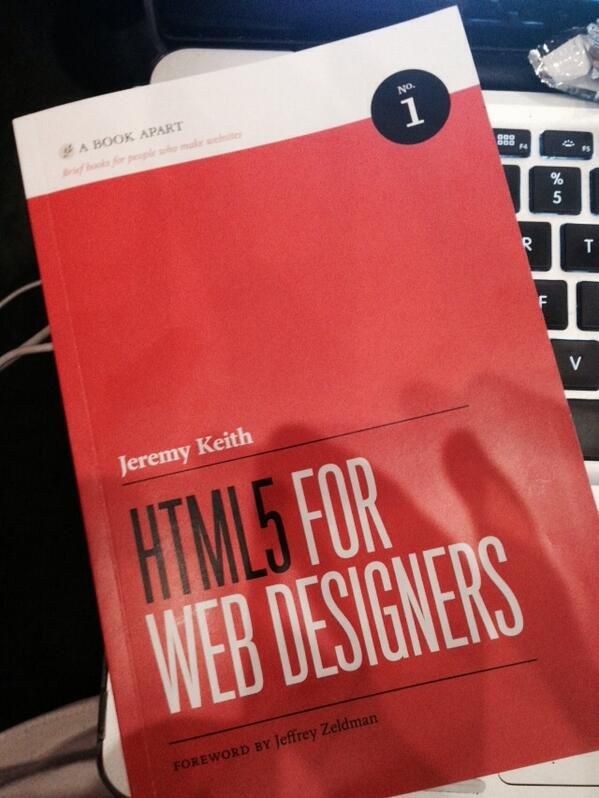 A BOOK APART
Brief books for people who make websites
No.
1
Jeremy Keith
HTML5 FOR
WEB DESIGNERS
FOREWORD BY Jeffrey Zeldman
F4
F5
%
5
R
T
F
V